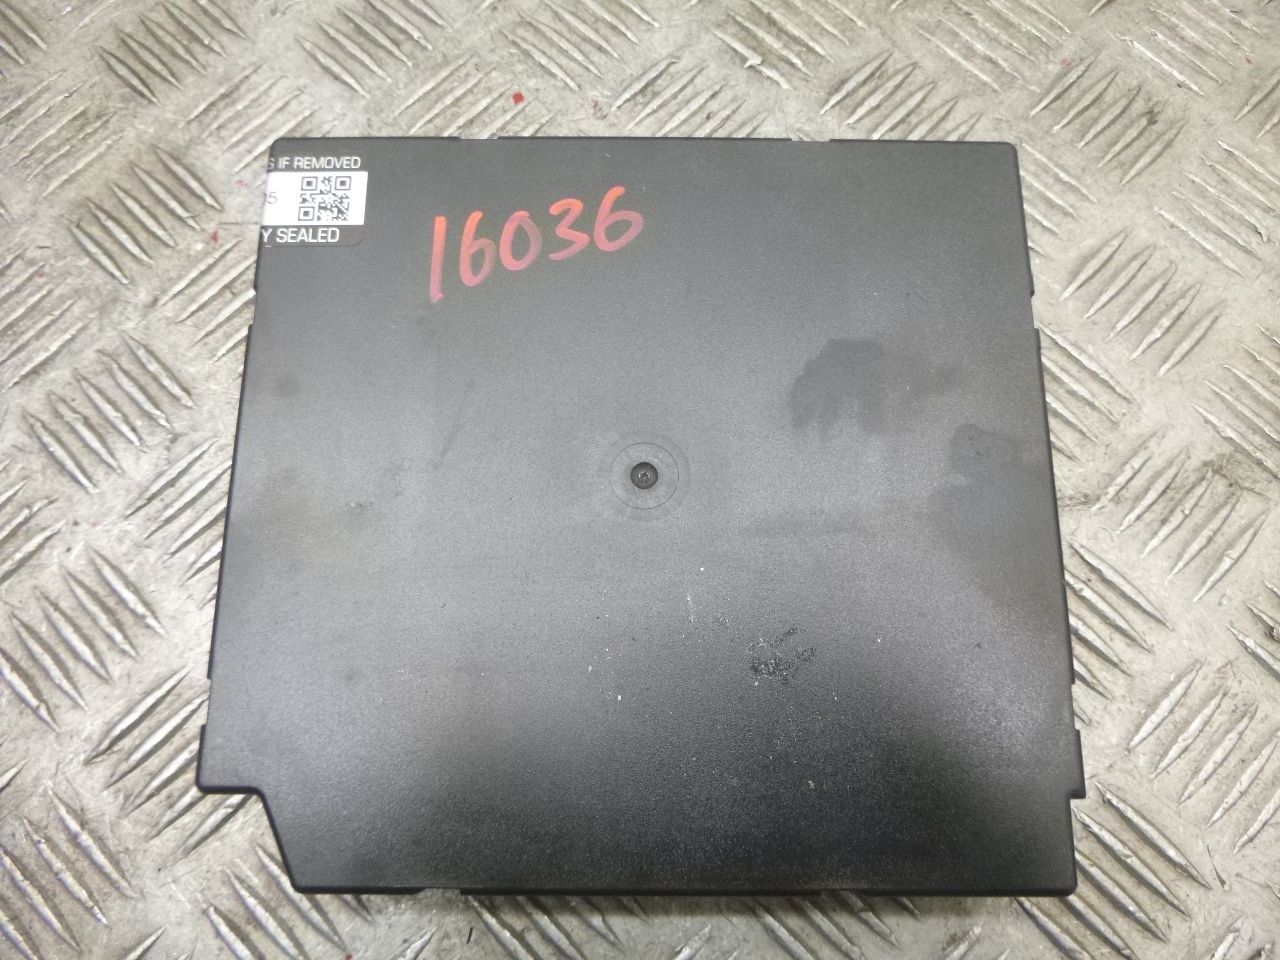 S IF REMOVED
5
Y SEALED
16036